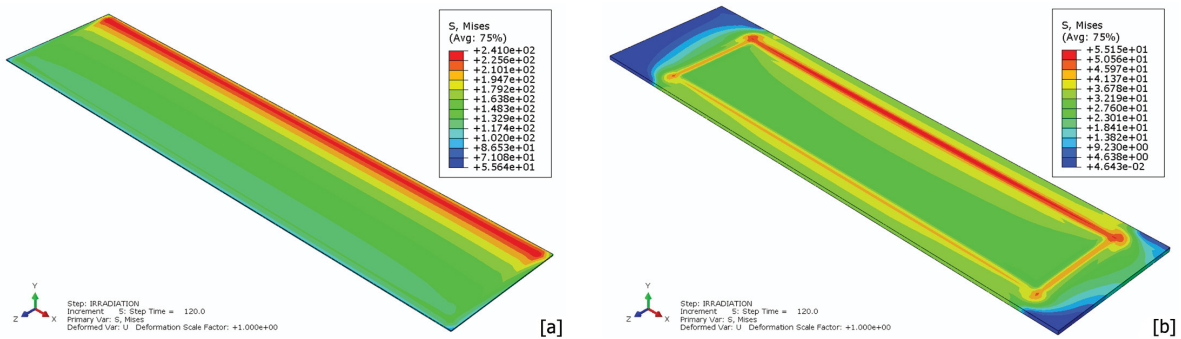 S, Mises
(Avg: 75%)
+2.410e+02
+2.256e+02
+2.101e+02
+1.947e+02
+1.792e+02
+1.638e+02
+1.483e+02
+1.329e+02
+1.174e+02
+1.020e+02
+8.653e+01
+7.108e+01
+5.564e+01
Y
Z
X
Step: IRRADIATION
Increment 5: Step Time = 120.0
Primary Var: S, Mises
Deformed Var: U Deformation Scale Factor: +1.000e+00
[a]
S, Mises
(Avg: 75%)
+5.515e+01
+5.056e+01
+4.597e+01
+4.137e+01
+3.678e+01
+3.219e+01
+2.760e+01
+2.301e+01
+1.841e+01
+1.382e+01
+9.230e+00
+4.638e+00
+4.643e-02
Y
Z
X
Step: IRRADIATION
Increment 5: Step Time = 120.0
Primary Var: S, Mises
Deformed Var: U Deformation Scale Factor: +1.000e+00
[b]